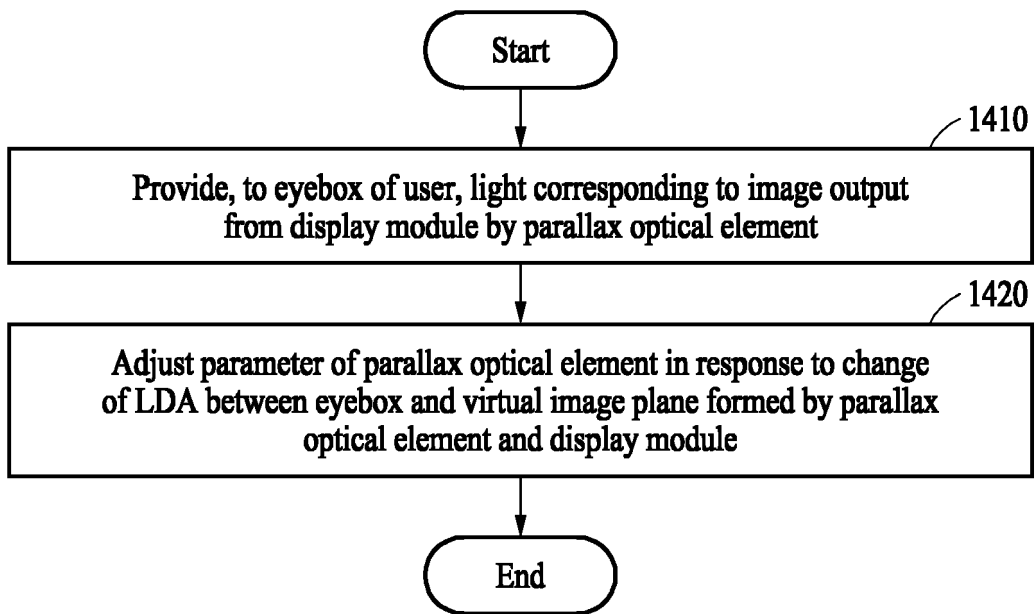 Start
1410
Provide, to eyebox of user, light corresponding to image output
from display module by parallax optical element
1420
Adjust parameter of parallax optical element in response to change
of LDA between eyebox and virtual image plane formed by parallax
optical element and display module
End